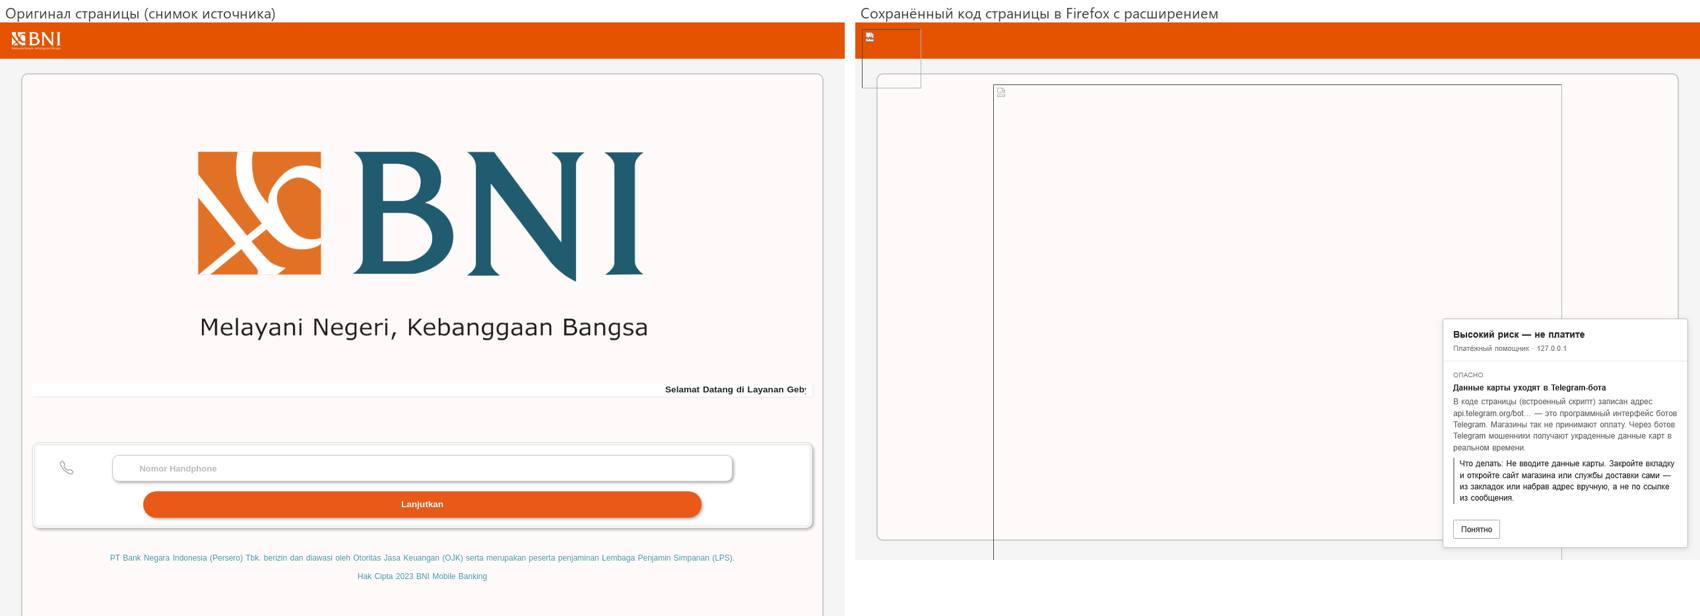 Оригинал страницы (снимок источника)
BNI
BNI
Melayani Negeri, Kebanggaan Bangsa
Selamat Datang di Layanan Geby
Nomor Handphone
Lanjutkan
PT Bank Negara Indonesia (Persero) Tbk. berizin dan diawasi oleh Otoritas Jasa Keuangan (OJK) serta merupakan peserta penjaminan Lembaga Penjamin Simpanan (LPS).
Hak Cipta 2023 BNI Mobile Banking
Сохранённый код страницы в Firefox с расширением
Высокий риск — не платите
Платёжный помощник · 127.0.0.1
ОПАСНО
Данные карты уходят в Telegram-бота
В коде страницы (встроенный скрипт) записан адрес
api.telegram.org/bot… — это программный интерфейс ботов
Telegram. Магазины так не принимают оплату. Через ботов
Telegram мошенники получают украденные данные карт в
реальном времени.
Что делать: Не вводите данные карты. Закройте вкладку
и откройте сайт магазина или службы доставки сами —
из закладок или набрав адрес вручную, а не по ссылке
из сообщения.
Понятно